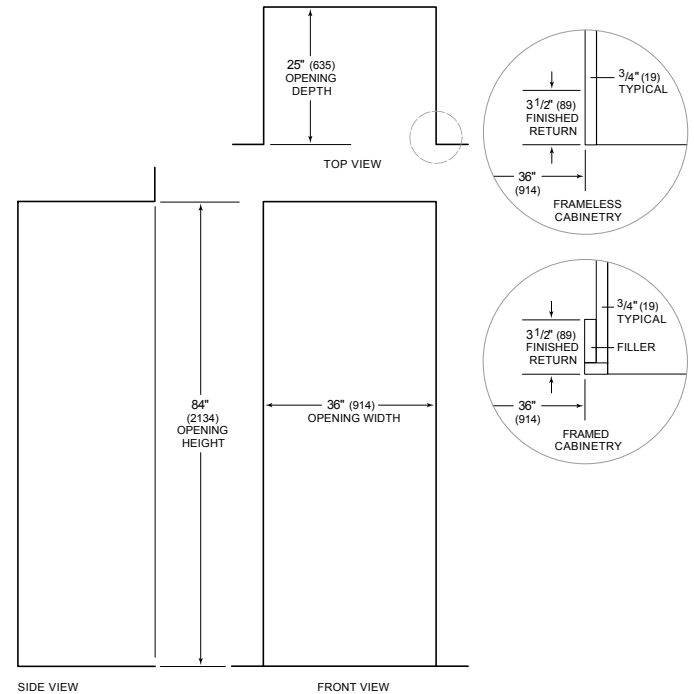 25" (635)
OPENING
DEPTH
TOP VIEW
3/4" (19)
TYPICAL
3 1/2" (89)
FINISHED
RETURN
36"
(914)
FRAMELESS
CABINETRY
3/4" (19)
TYPICAL
3 1/2" (89)
FINISHED
RETURN
FILLER
36"
(914)
FRAMED
CABINETRY
84"
(2134)
OPENING
HEIGHT
36" (914)
OPENING WIDTH
SIDE VIEW
FRONT VIEW